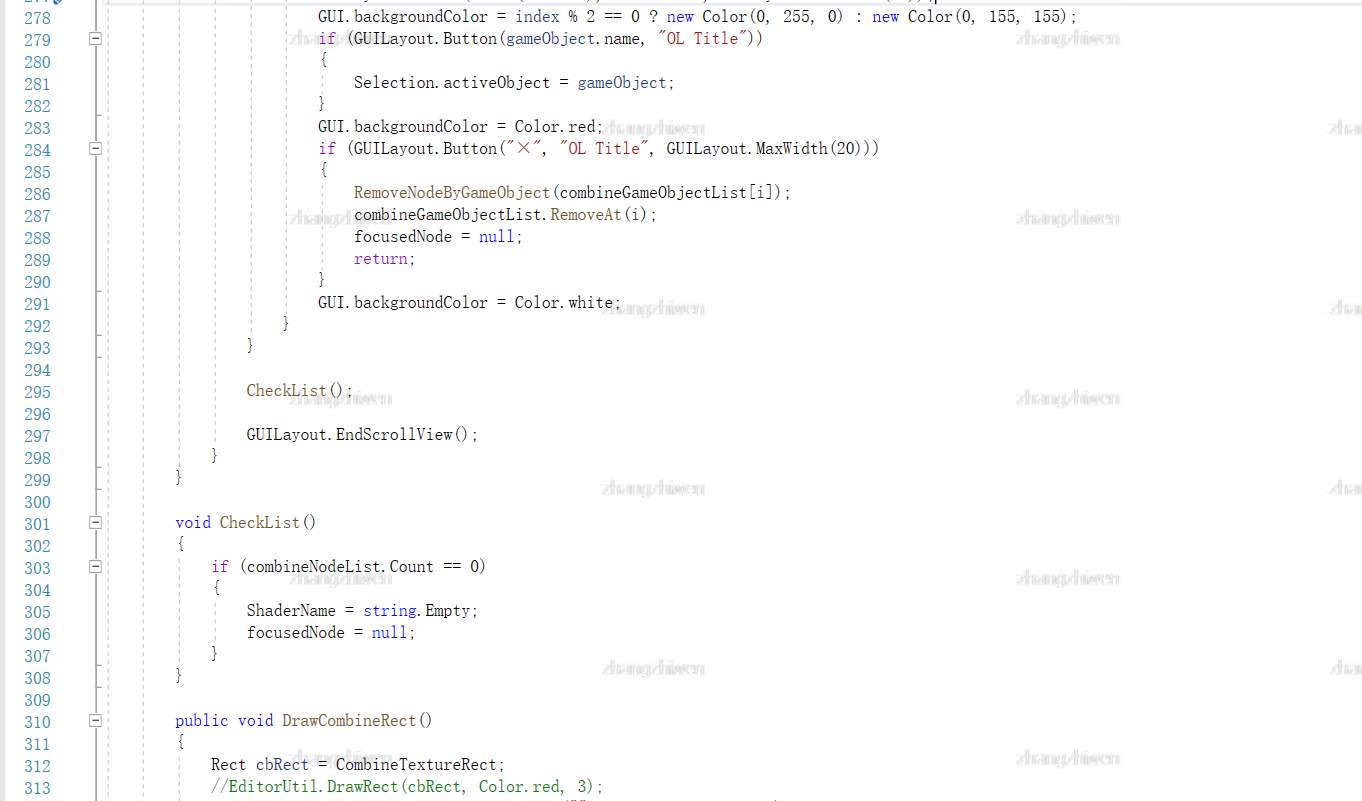 278 GUI.backgroundColor = index % 2 == 0 ? new Color(0, 255, 0) : new Color(0, 155, 155);
279 if (GUILayout.Button(gameObject.name, "OL Title"))
280 {
281 Selection.activeObject = gameObject;
282 }
283 GUI.backgroundColor = Color.red;
284 if (GUILayout.Button("×", "OL Title", GUILayout.MaxWidth(20)))
285 {
286 RemoveNodeByGameObject(combineGameObjectList[i]);
287 combineGameObjectList.RemoveAt(i);
288 focusedNode = null;
289 return;
290 }
291 GUI.backgroundColor = Color.white;
292 }
293 }
294
295 CheckList();
296
297 GUILayout.EndScrollView();
298 }
299 }
300
301 void CheckList()
302 {
303 if (combineNodeList.Count == 0)
304 {
305 ShaderName = string.Empty;
306 focusedNode = null;
307 }
308 }
309
310 public void DrawCombineRect()
311 {
312 Rect cbRect = CombineTextureRect;
313 //EditorUtil.DrawRect(cbRect, Color.red, 3);